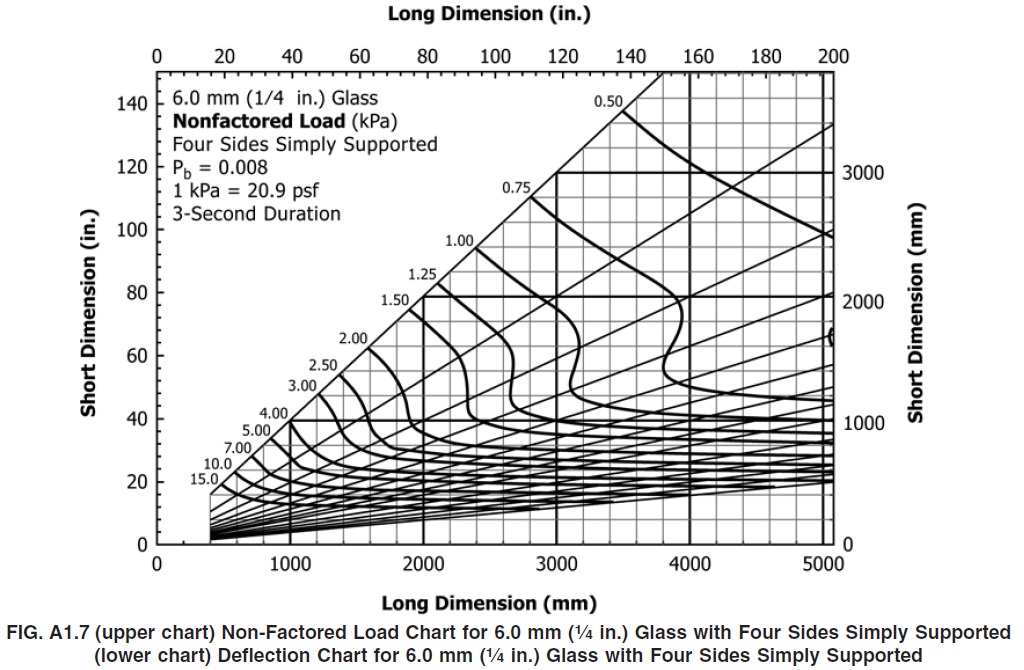 Long Dimension (in.)
0 20 40 60 80 100 120 140 160 180 200
6.0 mm (1/4 in.) Glass
Nonfactored Load (kPa)
Four Sides Simply Supported
Pb = 0.008
1 kPa = 20.9 psf
3-Second Duration
Short Dimension (in.)
140
120
100
80
60
40
20
0
0.50
0.75
1.00
1.25
1.50
2.00
2.50
3.00
4.00
5.00
7.00
10.0
15.0
3000
2000
1000
0
Short Dimension (mm)
0 1000 2000 3000 4000 5000
Long Dimension (mm)
FIG. A1.7 (upper chart) Non-Factored Load Chart for 6.0 mm (¼ in.) Glass with Four Sides Simply Supported
(lower chart) Deflection Chart for 6.0 mm (¼ in.) Glass with Four Sides Simply Supported